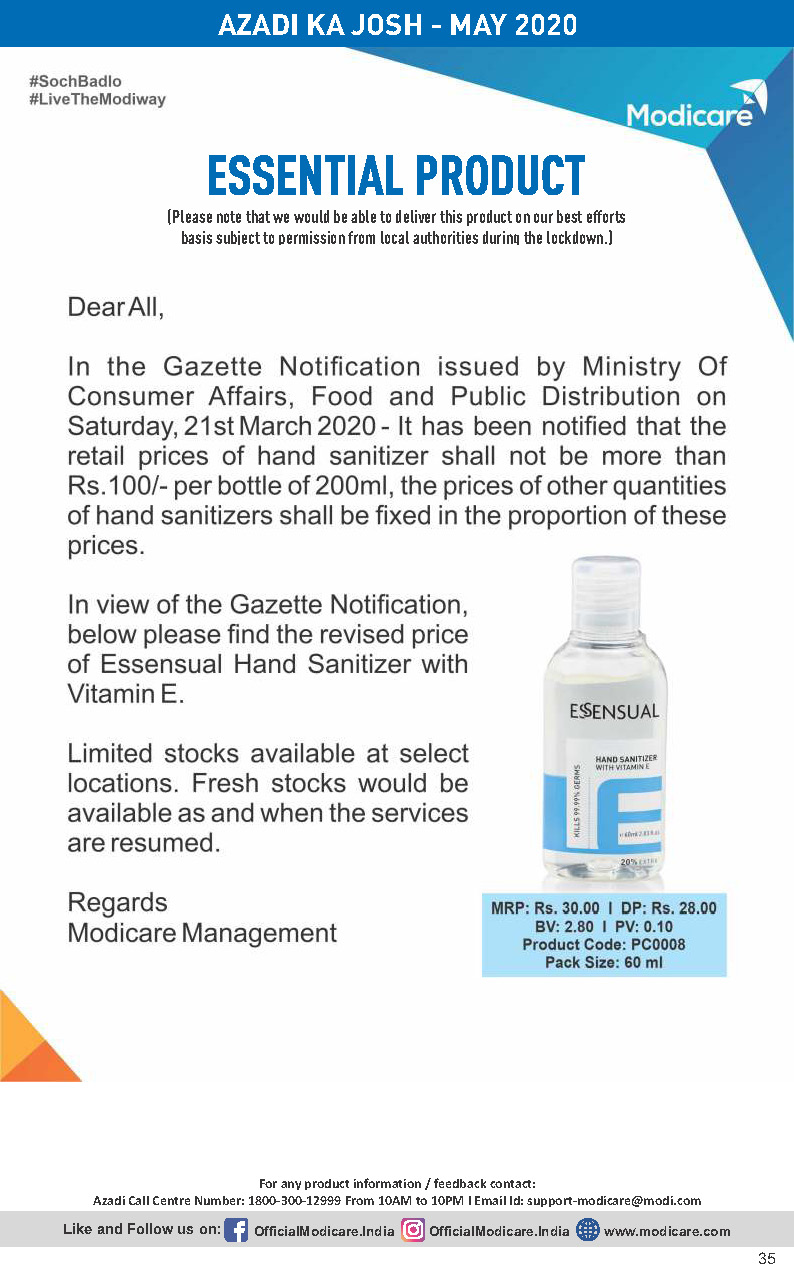 AZADI KA JOSH - MAY 2020
#SochBadlo
#LiveTheModiway
Modicare
ESSENTIAL PRODUCT
(Please note that we would be able to deliver this product on our best efforts
basis subject to permission from local authorities during the lockdown.)
Dear All,
In the Gazette Notification issued by Ministry Of
Consumer Affairs, Food and Public Distribution on
Saturday, 21st March 2020 - It has been notified that the
retail prices of hand sanitizer shall not be more than
Rs.100/- per bottle of 200ml, the prices of other quantities
of hand sanitizers shall be fixed in the proportion of these
prices.
In view of the Gazette Notification,
below please find the revised price
of Essensual Hand Sanitizer with
Vitamin E.
Limited stocks available at select
locations. Fresh stocks would be
available as and when the services
are resumed.
Regards
Modicare Management
ESSENSUAL
HAND SANITIZER
WITH VITAMIN E
KILLS 99.99% GERMS
E
20% EXTRA
MRP: Rs. 30.00 I DP: Rs. 28.00
BV: 2.80 I PV: 0.10
Product Code: PC0008
Pack Size: 60 ml
For any product information / feedback contact:
Azadi Call Centre Number: 1800-300-12999 From 10AM to 10PM I Email Id: support-modicare@modi.com
Like and Follow us on: OfficialModicare.India OfficialModicare.India www.modicare.com
35